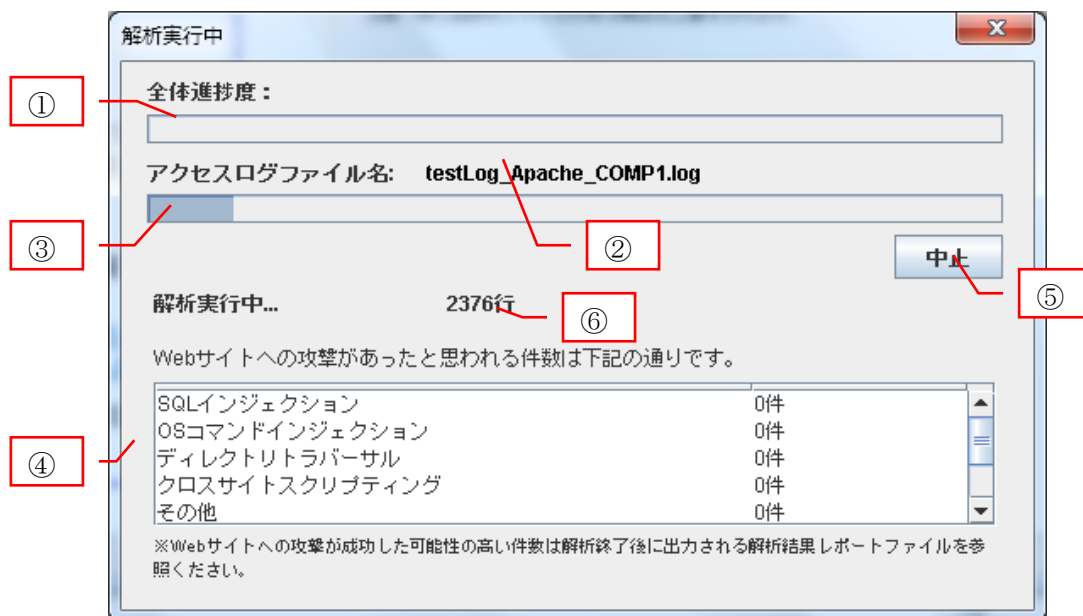 解析実行中
X
①
全体進捗度：
アクセスログファイル名: testLog_Apache_COMP1.log
③
②
中止
⑤
解析実行中... 2376行
⑥
Webサイトへの攻撃があったと思われる件数は下記の通りです。
SQLインジェクション 0件
OSコマンドインジェクション 0件
④
ディレクトリトラバーサル 0件
クロスサイトスクリプティング 0件
その他 0件
※Webサイトへの攻撃が成功した可能性の高い件数は解析終了後に出力される解析結果レポートファイルを参
照ください。